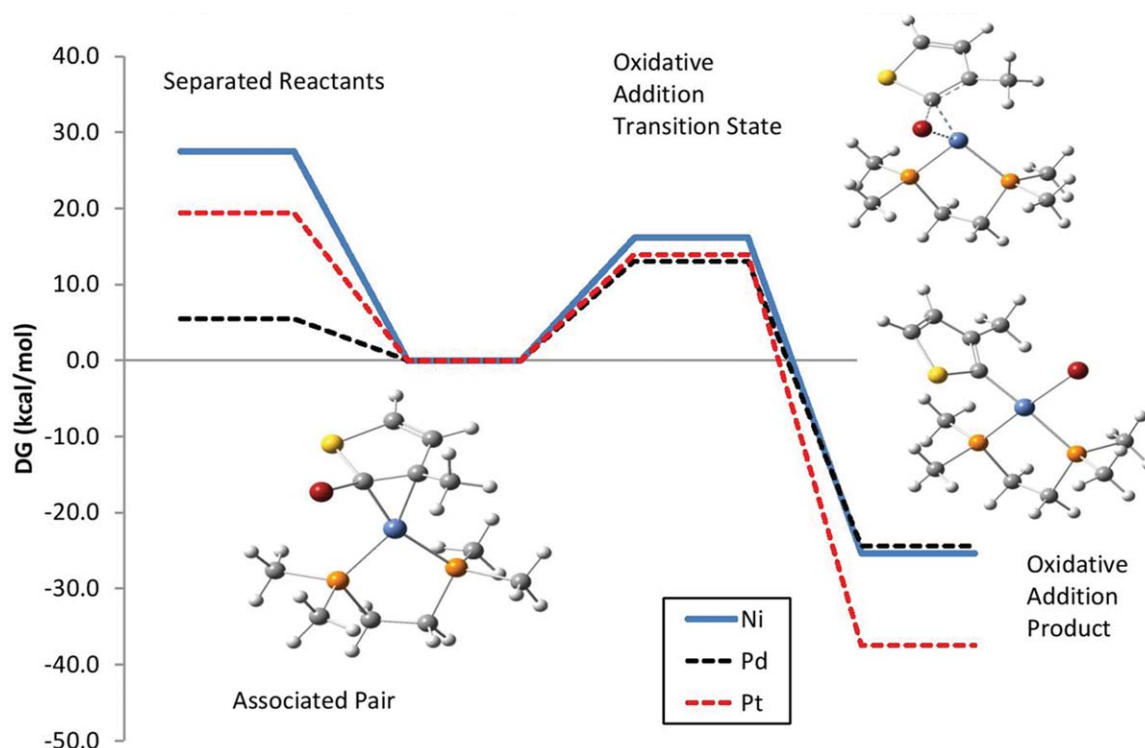 40.0
30.0
20.0
10.0
0.0
-10.0
-20.0
-30.0
-40.0
-50.0
DG (kcal/mol)
Separated Reactants
Oxidative
Addition
Transition State
Associated Pair
Oxidative
Addition
Product
Ni
Pd
Pt